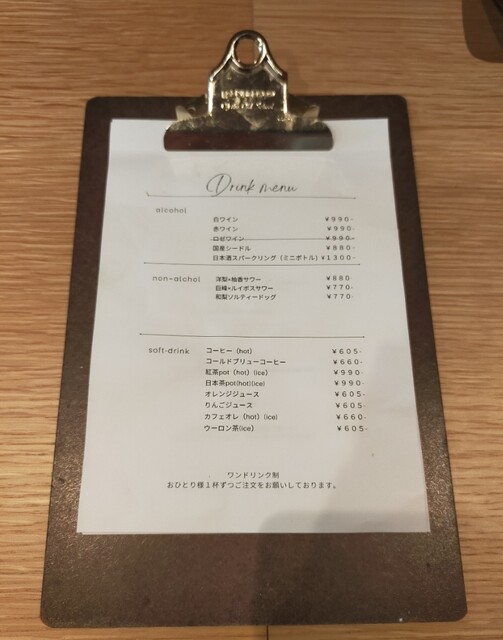 Drink menu
alcohol
白ワイン ¥990-
赤ワイン ¥990-
ロゼワイン ¥990-
国産シードル ¥880-
日本酒スパークリング（ミニボトル）¥1300-
non-alchol
洋梨×柚香サワー ¥880
巨峰×ルイボスサワー ¥770-
和梨ソルティードッグ ¥770-
soft-drink
コーヒー（hot） ¥605-
コールドブリューコーヒー ¥660-
紅茶pot（hot）(ice) ¥990-
日本茶pot(hot)(ice) ¥990-
オレンジジュース ¥605-
りんごジュース ¥605-
カフェオレ（hot）(ice) ¥660-
ウーロン茶(ice) ¥605-
ワンドリンク制
おひとり様１杯ずつご注文をお願いしております。